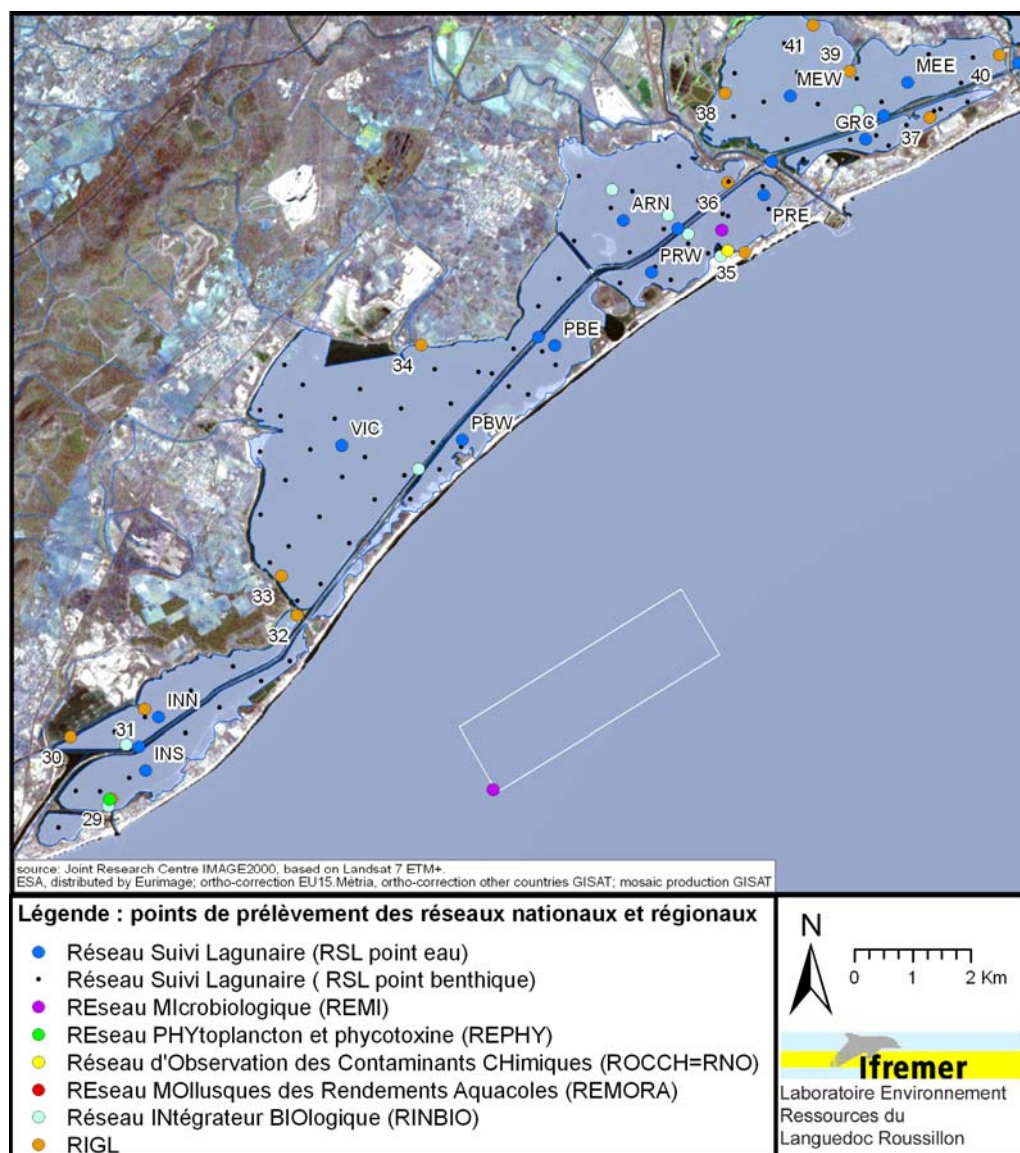 41
39
MEE
40
MEW
38
GRC
37
36
ARN
PRE
PRW
35
PBE
34
VIC
PBW
33
32
INN
31
30
INS
29
source: Joint Research Centre IMAGE2000, based on Landsat 7 ETM+.
ESA, distributed by Eurimage; ortho-correction EU15.Métria, ortho-correction other countries GISAT; mosaic production GISAT
Légende : points de prélèvement des réseaux nationaux et régionaux
Réseau Suivi Lagunaire (RSL point eau)
Réseau Suivi Lagunaire ( RSL point benthique)
REseau MIcrobiologique (REMI)
REseau PHYtoplancton et phycotoxine (REPHY)
Réseau d'Observation des Contaminants CHimiques (ROCCH=RNO)
REseau MOllusques des Rendements Aquacoles (REMORA)
Réseau INtégrateur BIOlogique (RINBIO)
RIGL
N
0 1 2 Km
Ifremer
Laboratoire Environnement
Ressources du
Languedoc Roussillon